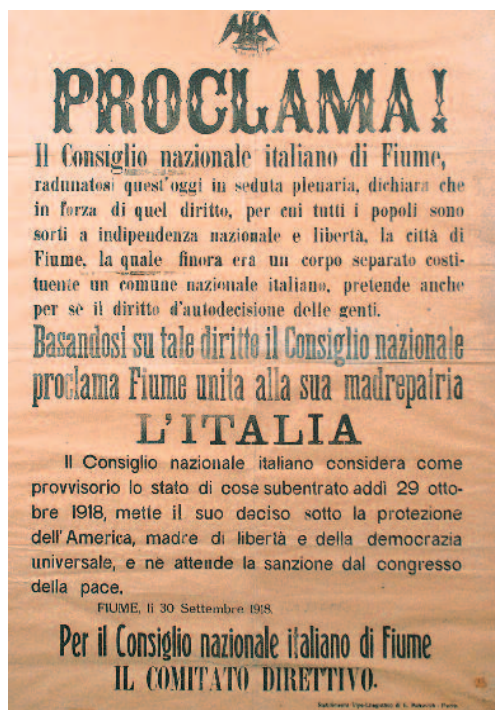 PROCLAMA!
Il Consiglio nazionale italiano di Fiume,
radunatosi quest'oggi in seduta plenaria, dichiara che
in forza di quel diritto, per cui tutti i popoli sono
sorti a indipendenza nazionale e libertà, la città di
Fiume, la quale finora era un corpo separato costi-
tuente un comune nazionale italiano, pretende anche
per sè il diritto d'autodecisione delle genti.
Basandosi su tale diritto il Consiglio nazionale
proclama Fiume unita alla sua madrepatria
L'ITALIA
Il Consiglio nazionale italiano considera come
provvisorio lo stato di cose subentrato addì 29 otto-
bre 1918, mette il suo deciso sotto la protezione
dell'America, madre di libertà e della democrazia
universale, e ne attende la sanzione dal congresso
della pace.
FIUME, li 30 Settembre 1918.
Per il Consiglio nazionale italiano di Fiume
IL COMITATO DIRETTIVO.